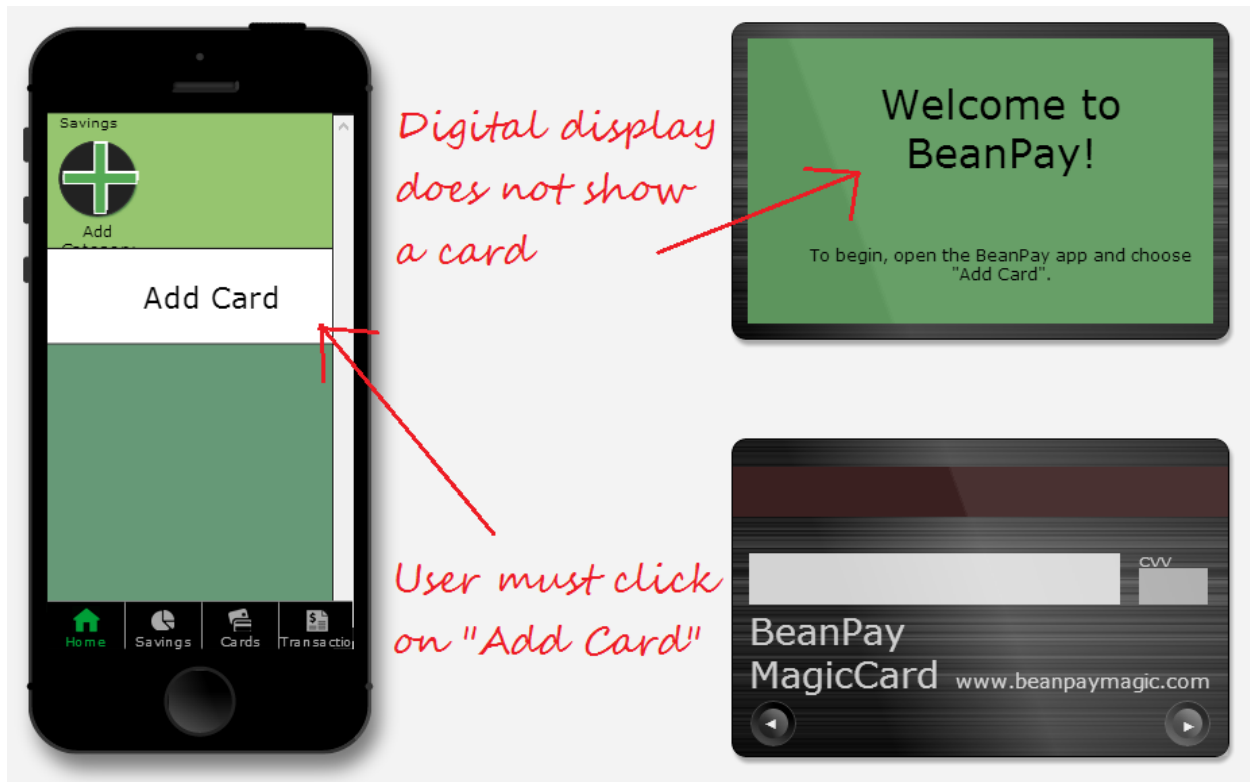 Savings
Add
Category
Add Card
Home
Savings
Cards
Transactio
Digital display
does not show
a card
User must click
on "Add Card"
Welcome to
BeanPay!
To begin, open the BeanPay app and choose
"Add Card".
CVV
BeanPay
MagicCard www.beanpaymagic.com